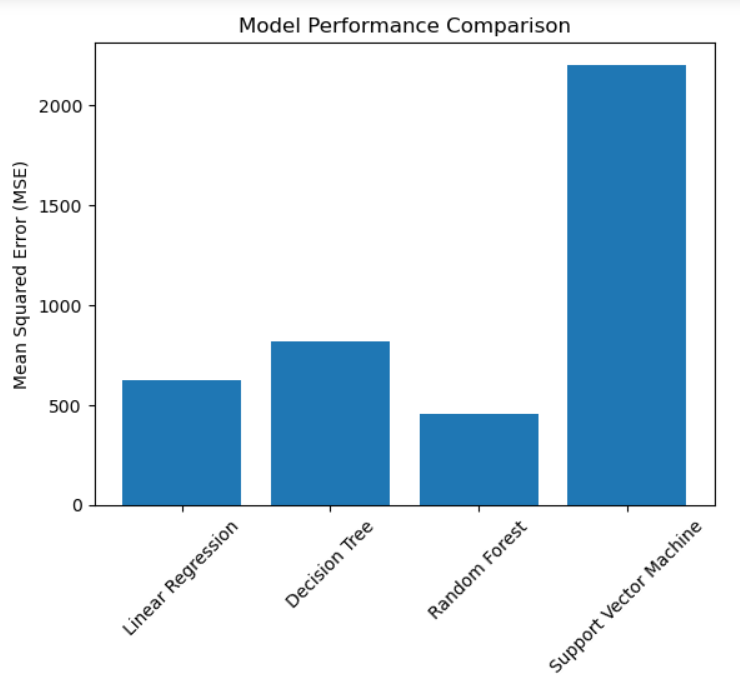 Model Performance Comparison
Mean Squared Error (MSE)
2000
1500
1000
500
0
Linear Regression
Decision Tree
Random Forest
Support Vector Machine